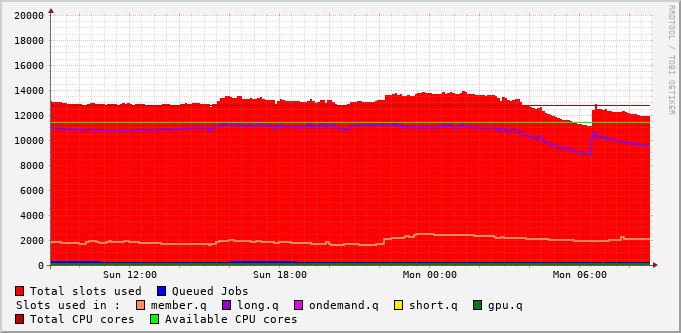 20000
18000
16000
14000
12000
10000
8000
6000
4000
2000
0
Sun 12:00 Sun 18:00 Mon 00:00 Mon 06:00
RRDTOOL / TOBI OETIKER
Total slots used Queued Jobs
Slots used in : member.q long.q ondemand.q short.q gpu.q
Total CPU cores Available CPU cores